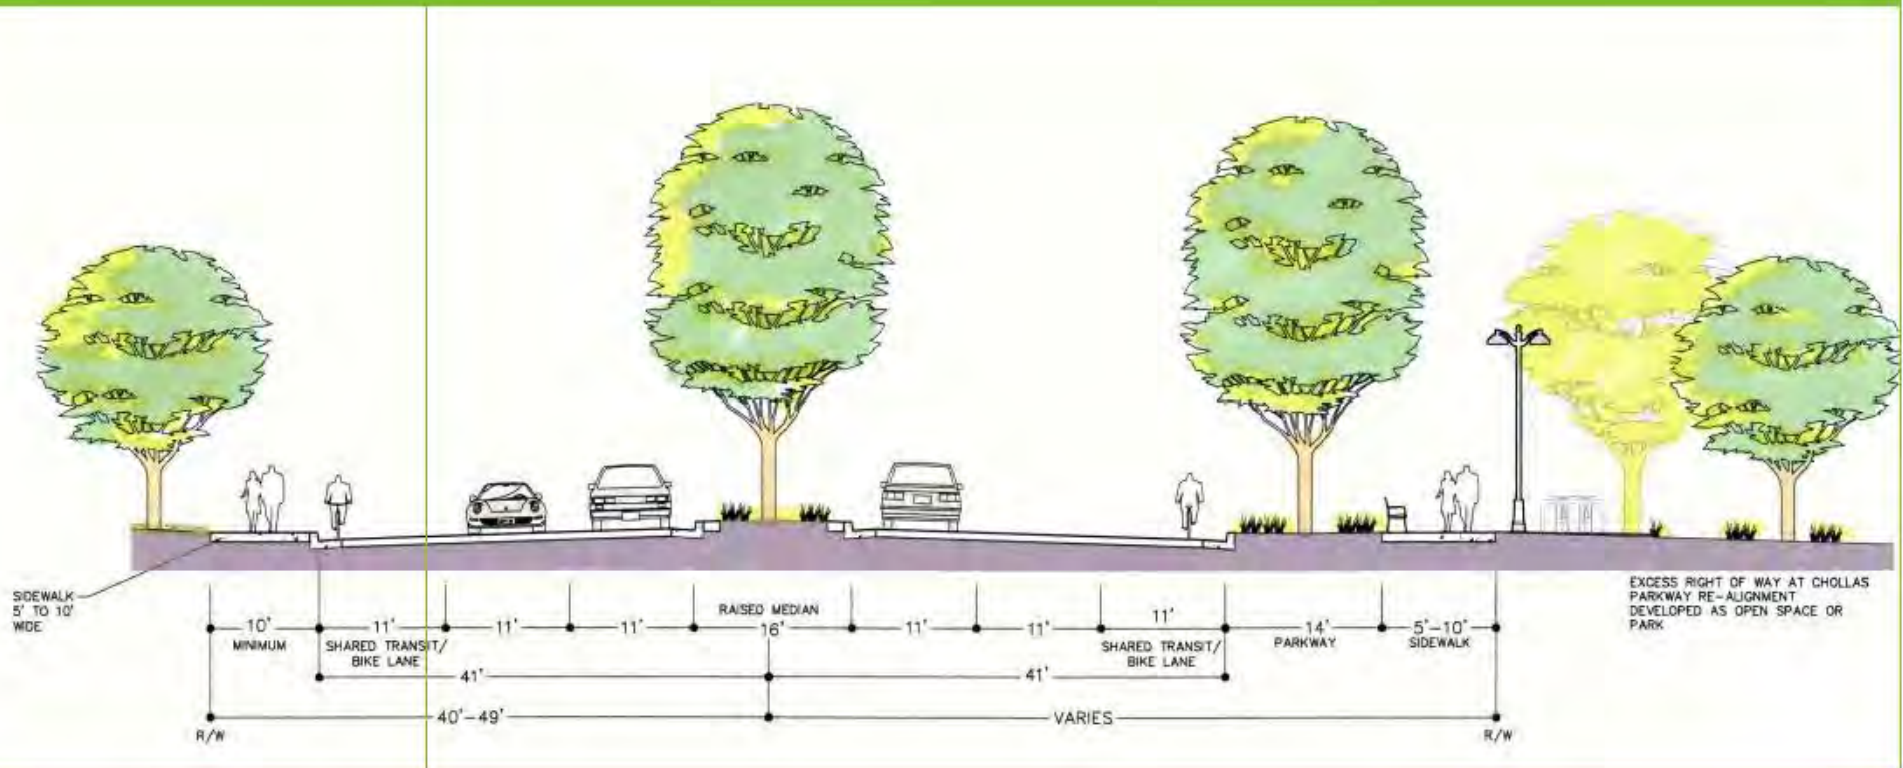 SIDEWALK
5' TO 10'
WIDE
10'
MINIMUM
11'
SHARED TRANSIT/
BIKE LANE
11'
11'
RAISED MEDIAN
16'
11'
11'
11'
SHARED TRANSIT/
BIKE LANE
14'
PARKWAY
5'-10'
SIDEWALK
EXCESS RIGHT OF WAY AT CHOLLAS
PARKWAY RE-ALIGNMENT
DEVELOPED AS OPEN SPACE OR
PARK
41'
41'
40'-49'
VARIES
R/W
R/W